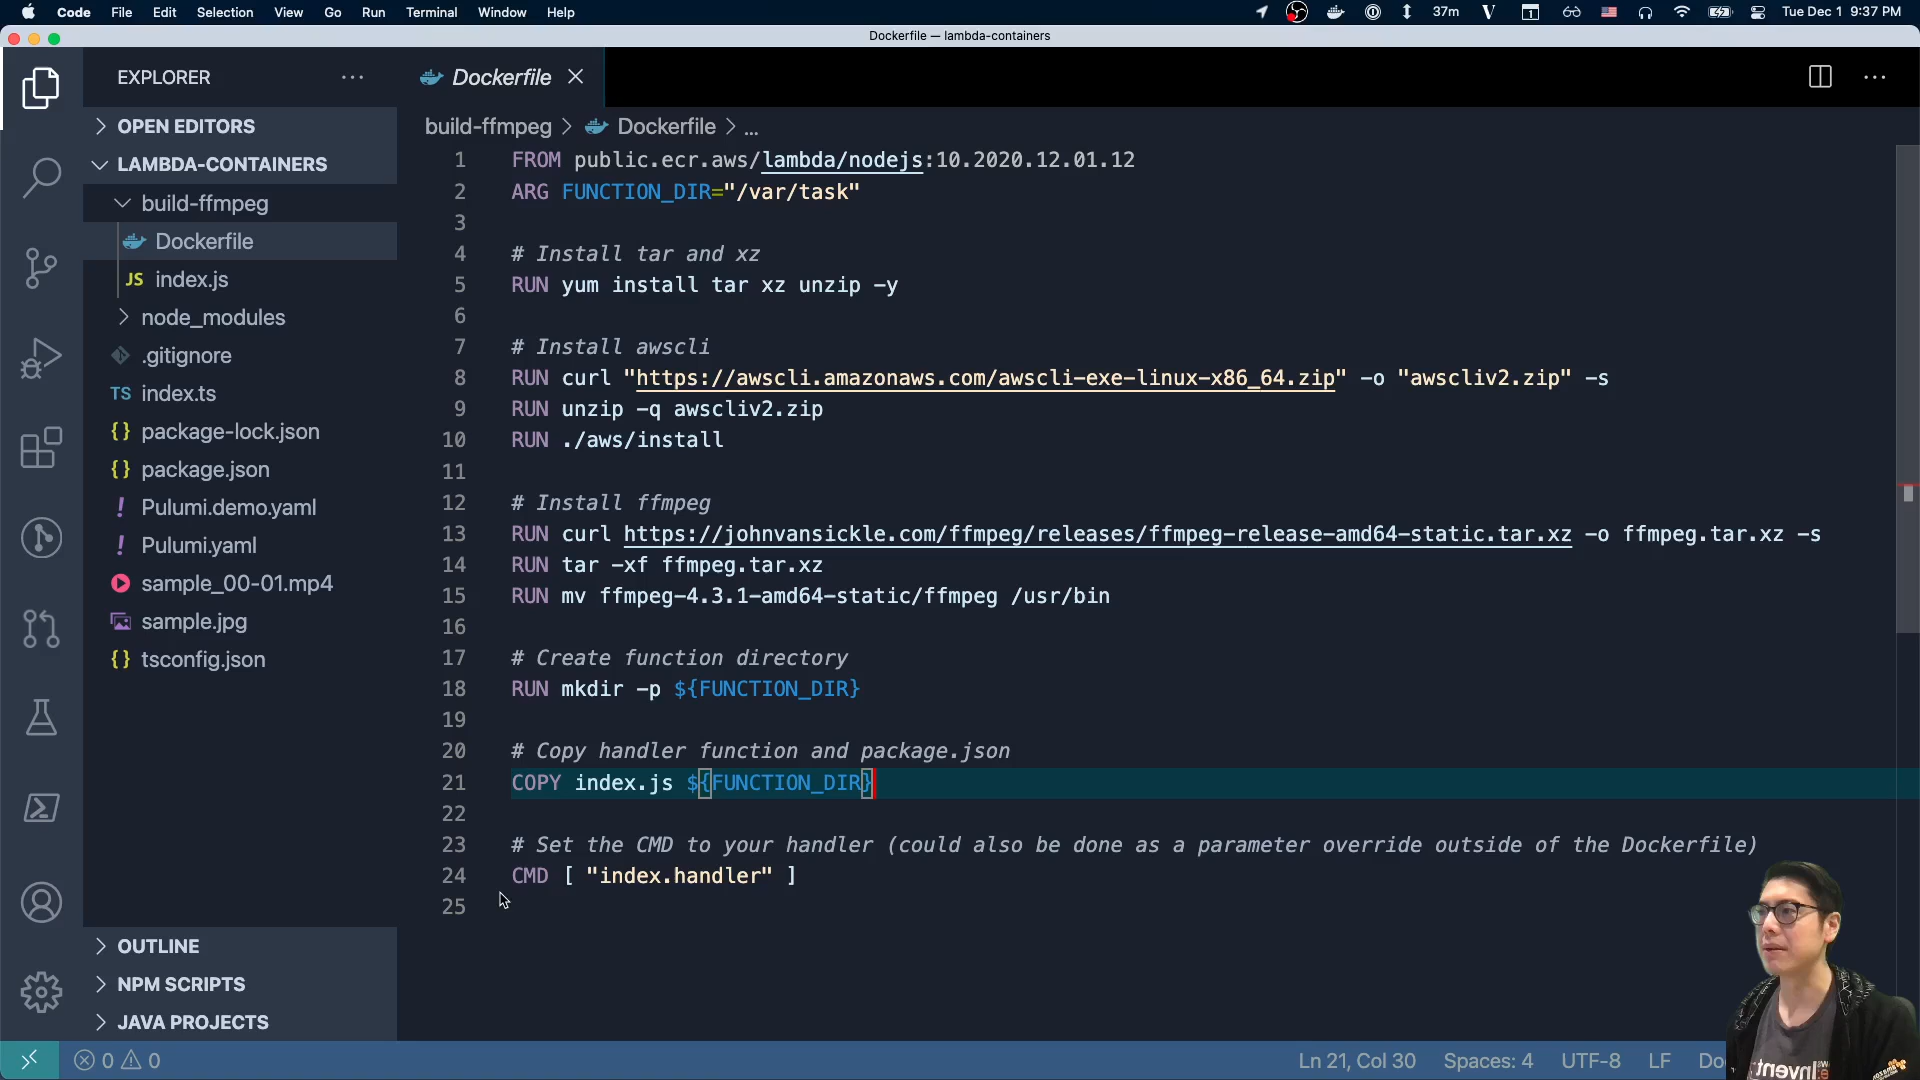 Code File Edit Selection View Go Run Terminal Window Help 37m V 1 Tue Dec 1 9:37 PM
Dockerfile — lambda-containers
EXPLORER ...
OPEN EDITORS
LAMBDA-CONTAINERS
build-ffmpeg
Dockerfile
JS index.js
node_modules
.gitignore
TS index.ts
{} package-lock.json
{} package.json
! Pulumi.demo.yaml
! Pulumi.yaml
sample_00-01.mp4
sample.jpg
{} tsconfig.json
OUTLINE
NPM SCRIPTS
JAVA PROJECTS
Dockerfile
build-ffmpeg > Dockerfile > ...
1 FROM public.ecr.aws/lambda/nodejs:10.2020.12.01.12
2 ARG FUNCTION_DIR="/var/task"
3
4 # Install tar and xz
5 RUN yum install tar xz unzip -y
6
7 # Install awscli
8 RUN curl "https://awscli.amazonaws.com/awscli-exe-linux-x86_64.zip" -o "awscliv2.zip" -s
9 RUN unzip -q awscliv2.zip
10 RUN ./aws/install
11
12 # Install ffmpeg
13 RUN curl https://johnvansickle.com/ffmpeg/releases/ffmpeg-release-amd64-static.tar.xz -o ffmpeg.tar.xz -s
14 RUN tar -xf ffmpeg.tar.xz
15 RUN mv ffmpeg-4.3.1-amd64-static/ffmpeg /usr/bin
16
17 # Create function directory
18 RUN mkdir -p ${FUNCTION_DIR}
19
20 # Copy handler function and package.json
21 COPY index.js ${FUNCTION_DIR}
22
23 # Set the CMD to your handler (could also be done as a parameter override outside of the Dockerfile)
24 CMD [ "index.handler" ]
25
0 0 Ln 21, Col 30 Spaces: 4 UTF-8 LF